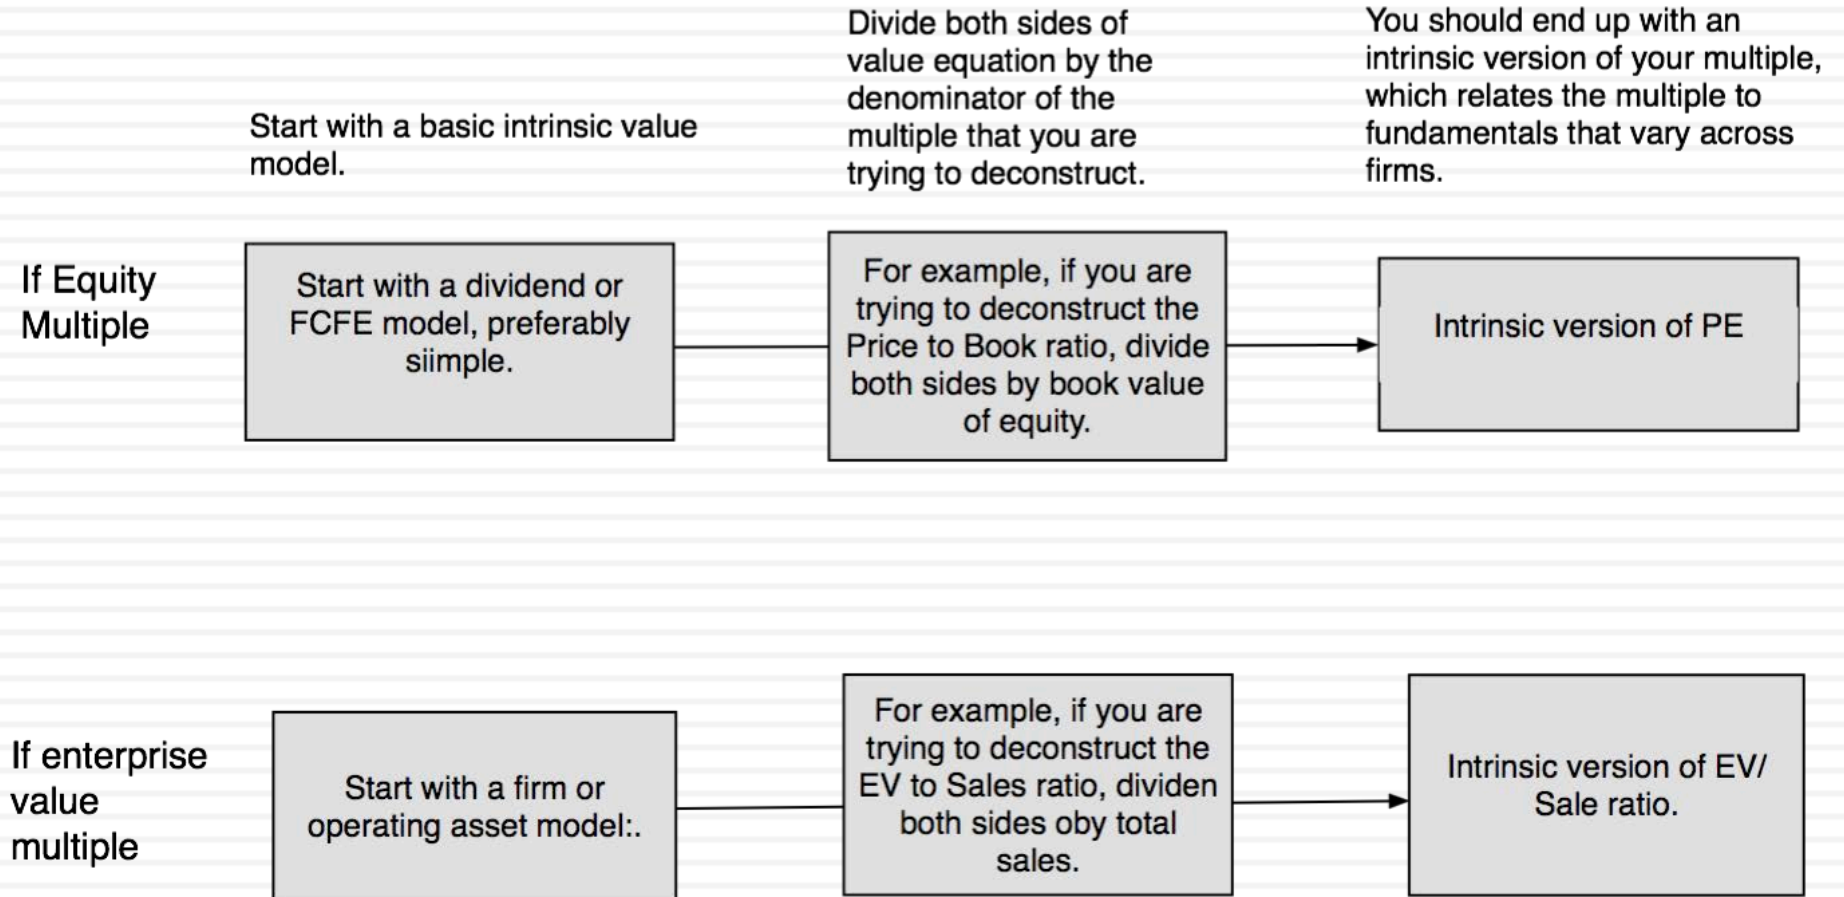 Start with a basic intrinsic value
model.
Divide both sides of
value equation by the
denominator of the
multiple that you are
trying to deconstruct.
You should end up with an
intrinsic version of your multiple,
which relates the multiple to
fundamentals that vary across
firms.
If Equity
Multiple
Start with a dividend or
FCFE model, preferably
siimple.
For example, if you are
trying to deconstruct the
Price to Book ratio, divide
both sides by book value
of equity.
Intrinsic version of PE
If enterprise
value
multiple
Start with a firm or
operating asset model:.
For example, if you are
trying to deconstruct the
EV to Sales ratio, dividen
both sides oby total
sales.
Intrinsic version of EV/
Sale ratio.